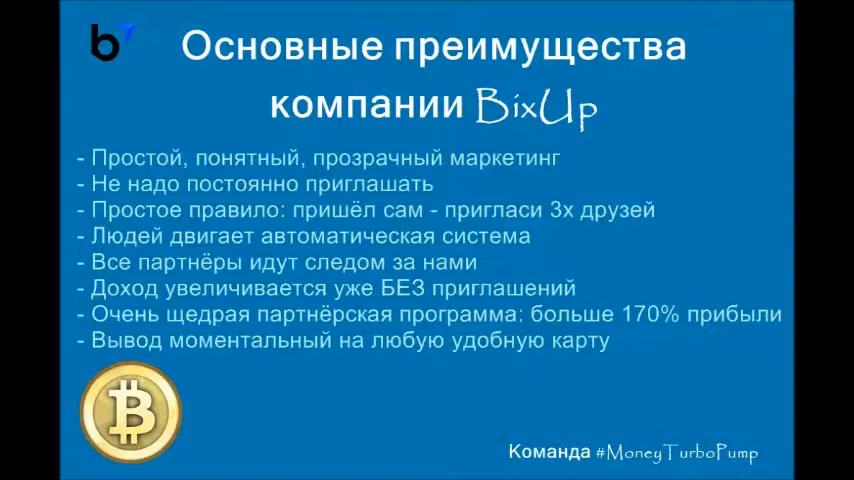 b
Основные преимущества
компании BixUp
- Простой, понятный, прозрачный маркетинг
- Не надо постоянно приглашать
- Простое правило: пришёл сам - пригласи 3х друзей
- Людей двигает автоматическая система
- Все партнёры идут следом за нами
- Доход увеличивается уже БЕЗ приглашений
- Очень щедрая партнёрская программа: больше 170% прибыли
- Вывод моментальный на любую удобную карту
Команда #MoneyTurboPump